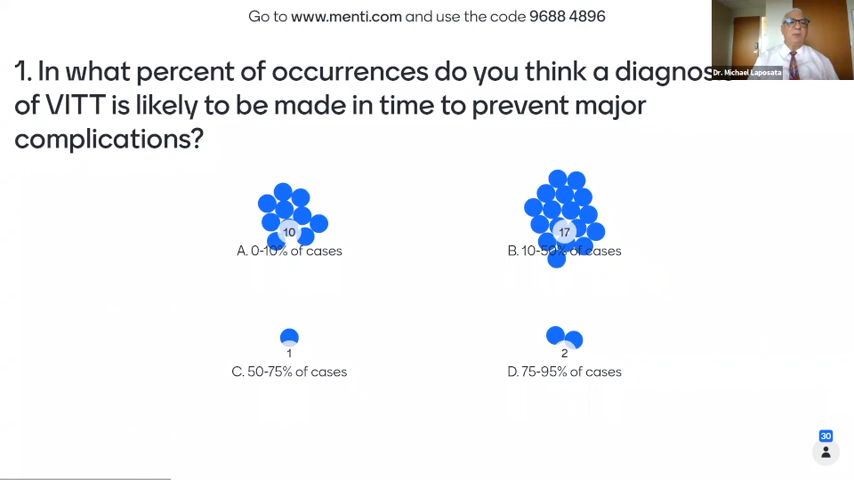 Go to www.menti.com and use the code 9688 4896
Dr. Michael Laposata
1. In what percent of occurrences do you think a diagnosis
of VITT is likely to be made in time to prevent major
complications?
10
17
A. 0-10% of cases
B. 10-50% of cases
1
2
C. 50-75% of cases
D. 75-95% of cases
30